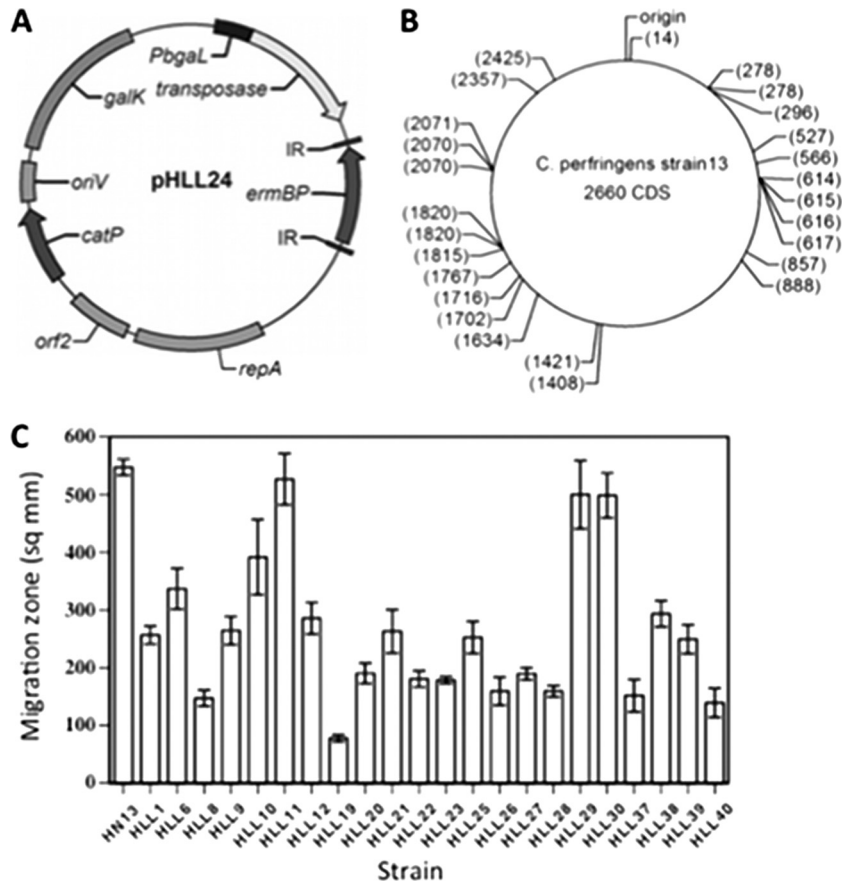 A
PbgaL
transposase
galK
IR
oriV
pHLL24
ermBP
catP
IR
orf2
repA
B
origin
(14)
(2425)
(2357)
(278)
(278)
(296)
(2071)
(2070)
(2070)
(527)
(566)
(614)
(615)
(616)
(617)
C. perfringens strain13
2660 CDS
(1820)
(1820)
(1815)
(1767)
(1716)
(1702)
(1634)
(857)
(888)
(1421)
(1408)
C
Migration zone (sq mm)
600
500
400
300
200
100
0
HN13
HLL1
HLL6
HLL8
HLL9
HLL10
HLL11
HLL12
HLL19
HLL20
HLL21
HLL22
HLL23
HLL25
HLL26
HLL27
HLL28
HLL29
HLL30
HLL37
HLL38
HLL39
HLL40
Strain